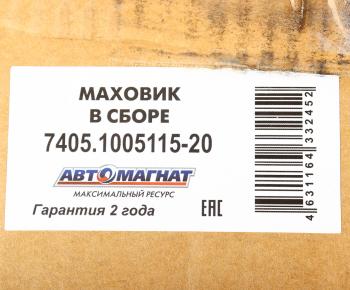 МАХОВИК
В СБОРЕ
7405.1005115-20
АВТОМАГНАТ
МАКСИМАЛЬНЫЙ РЕСУРС
Гарантия 2 года
EAC
4631164332452